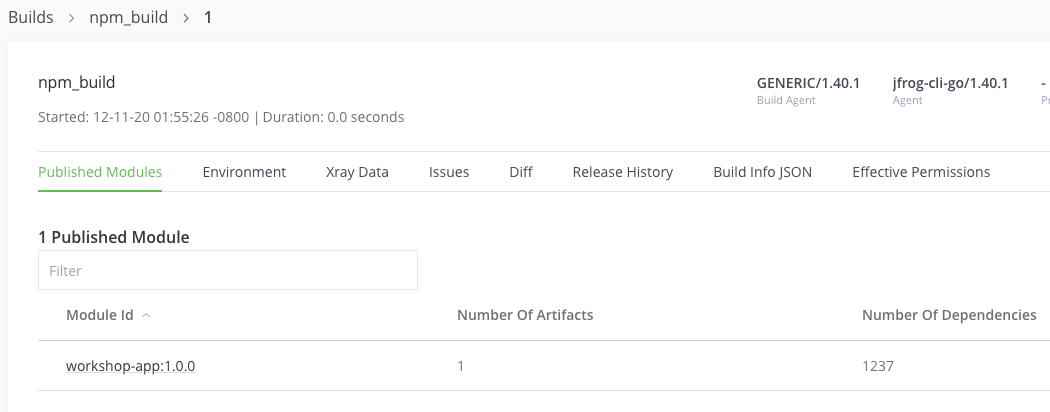 Builds > npm_build > 1
npm_build
GENERIC/1.40.1 jfrog-cli-go/1.40.1 -
Build Agent Agent
Started: 12-11-20 01:55:26 -0800 | Duration: 0.0 seconds
Published Modules Environment Xray Data Issues Diff Release History Build Info JSON Effective Permissions
1 Published Module
Filter
Module Id Number Of Artifacts Number Of Dependencies
workshop-app:1.0.0 1 1237